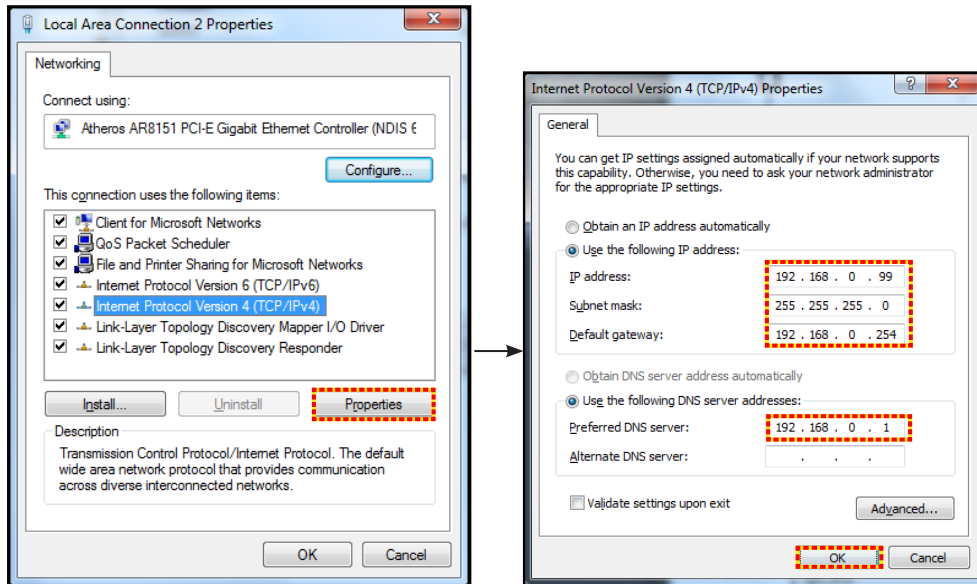 Local Area Connection 2 Properties
Networking
Connect using:
Atheros AR8151 PCI-E Gigabit Ethernet Controller (NDIS 6
Configure...
This connection uses the following items:
Client for Microsoft Networks
QoS Packet Scheduler
File and Printer Sharing for Microsoft Networks
Internet Protocol Version 6 (TCP/IPv6)
Internet Protocol Version 4 (TCP/IPv4)
Link-Layer Topology Discovery Mapper I/O Driver
Link-Layer Topology Discovery Responder
Install...
Uninstall
Properties
Description
Transmission Control Protocol/Internet Protocol. The default
wide area network protocol that provides communication
across diverse interconnected networks.
OK
Cancel
Internet Protocol Version 4 (TCP/IPv4) Properties
General
You can get IP settings assigned automatically if your network supports
this capability. Otherwise, you need to ask your network administrator
for the appropriate IP settings.
Obtain an IP address automatically
Use the following IP address:
IP address: 192 . 168 . 0 . 99
Subnet mask: 255 . 255 . 255 . 0
Default gateway: 192 . 168 . 0 . 254
Obtain DNS server address automatically
Use the following DNS server addresses:
Preferred DNS server: 192 . 168 . 0 . 1
Alternate DNS server: . . .
Validate settings upon exit
Advanced...
OK
Cancel